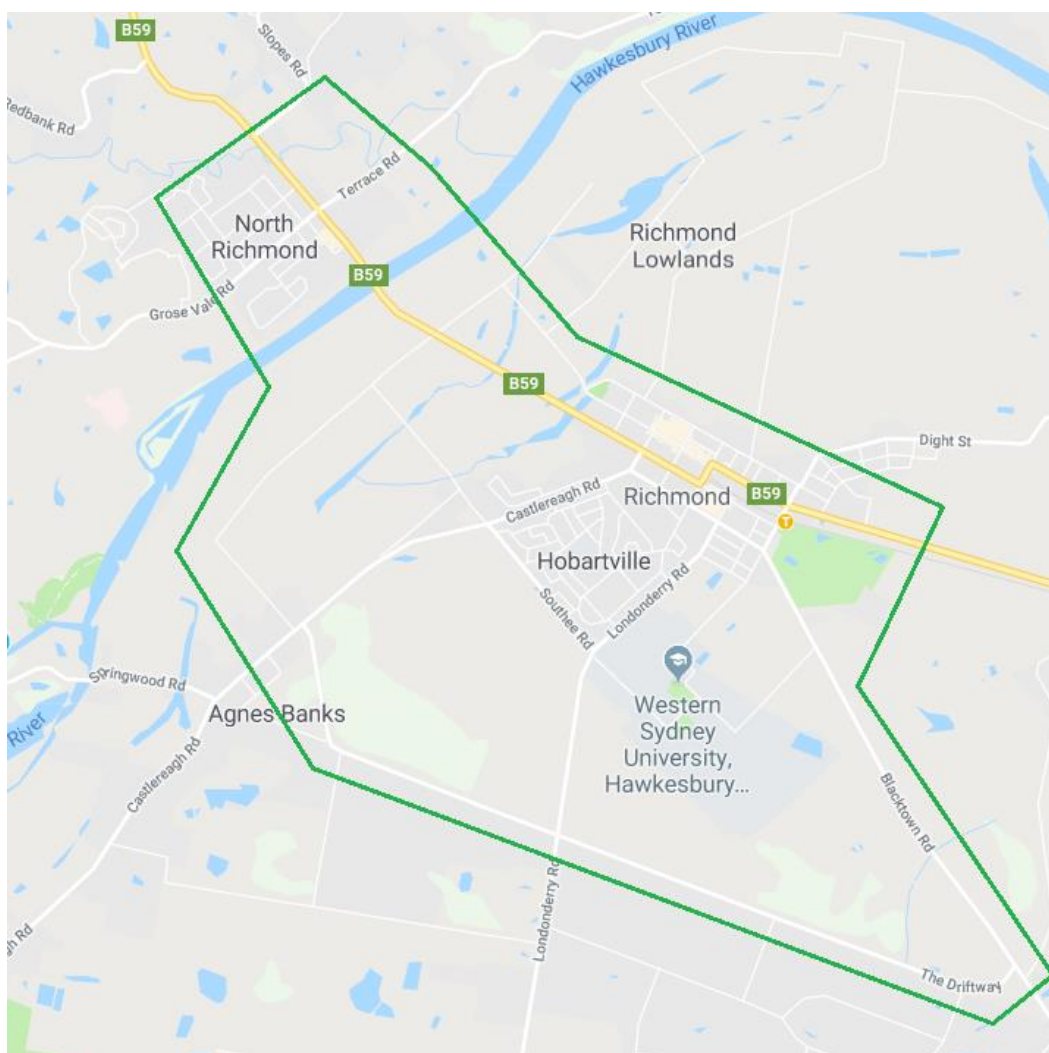 B59
Slopes Rd
Hawkesbury River
Redbank Rd
Terrace Rd
North
Richmond
Richmond
Lowlands
B59
Grose Vale Rd
B59
Dight St
Castlereagh Rd
Richmond
B59
T
Hobartville
Southee Rd
Londonderry Rd
Springwood Rd
Agnes Banks
River
Western
Sydney
University,
Hawkesbury...
Castlereagh Rd
Blacktown Rd
Londonderry Rd
gh Rd
The Driftway